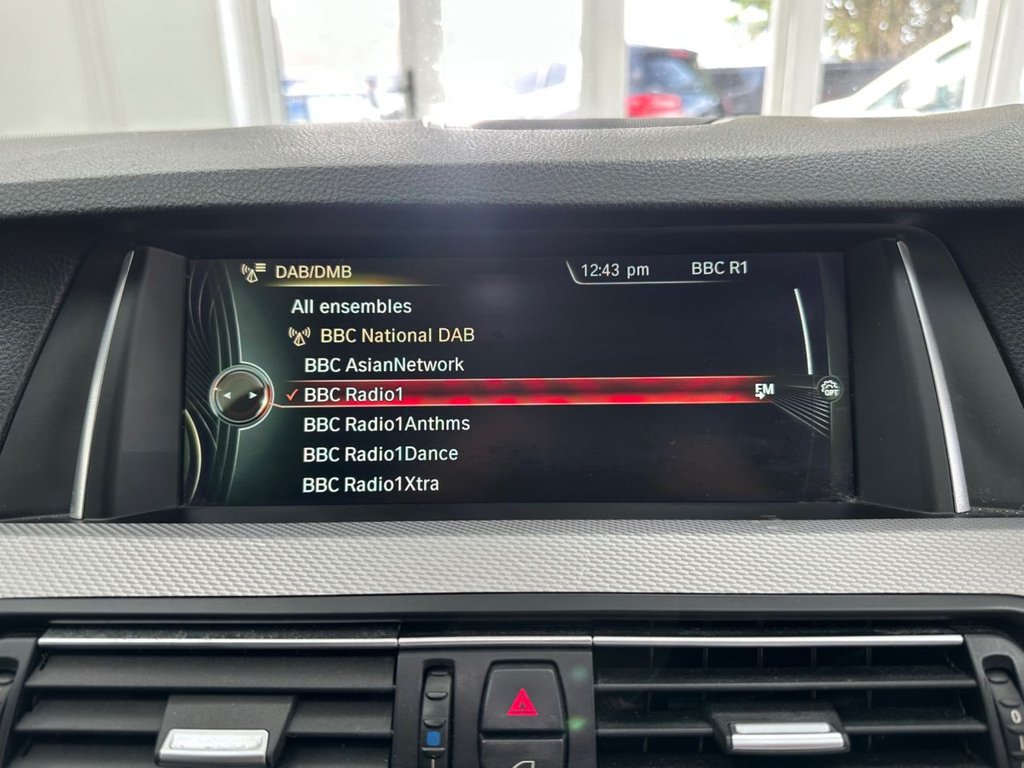 DAB/DMB 12:43 pm BBC R1
All ensembles
BBC National DAB
BBC AsianNetwork
✓ BBC Radio1 FM
OPT
BBC Radio1Anthms
BBC Radio1Dance
BBC Radio1Xtra
0